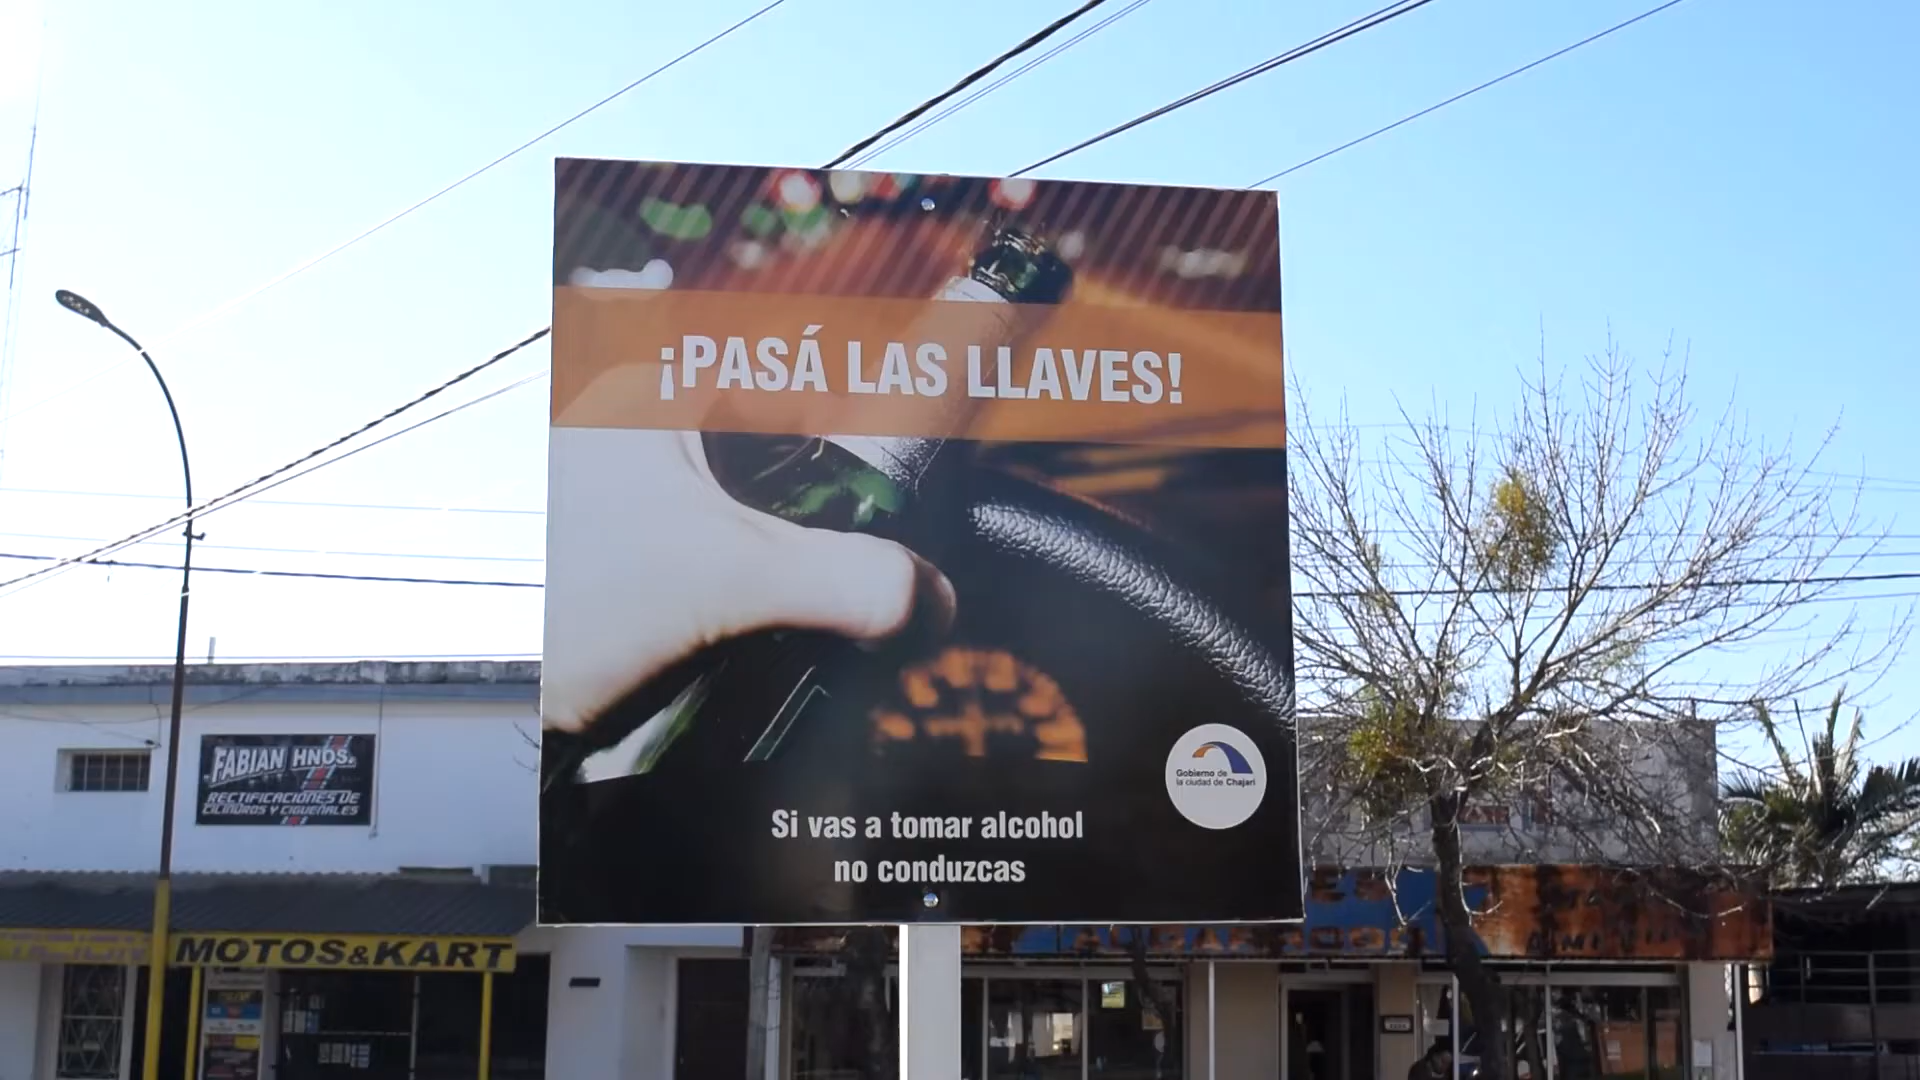 ¡PASÁ LAS LLAVES!
Gobierno de
la ciudad de Chajarí
Si vas a tomar alcohol
no conduzcas
FABIAN HNOS.
RECTIFICACIONES DE
CILINDROS Y CIGUEÑALES
MOTOS&KART